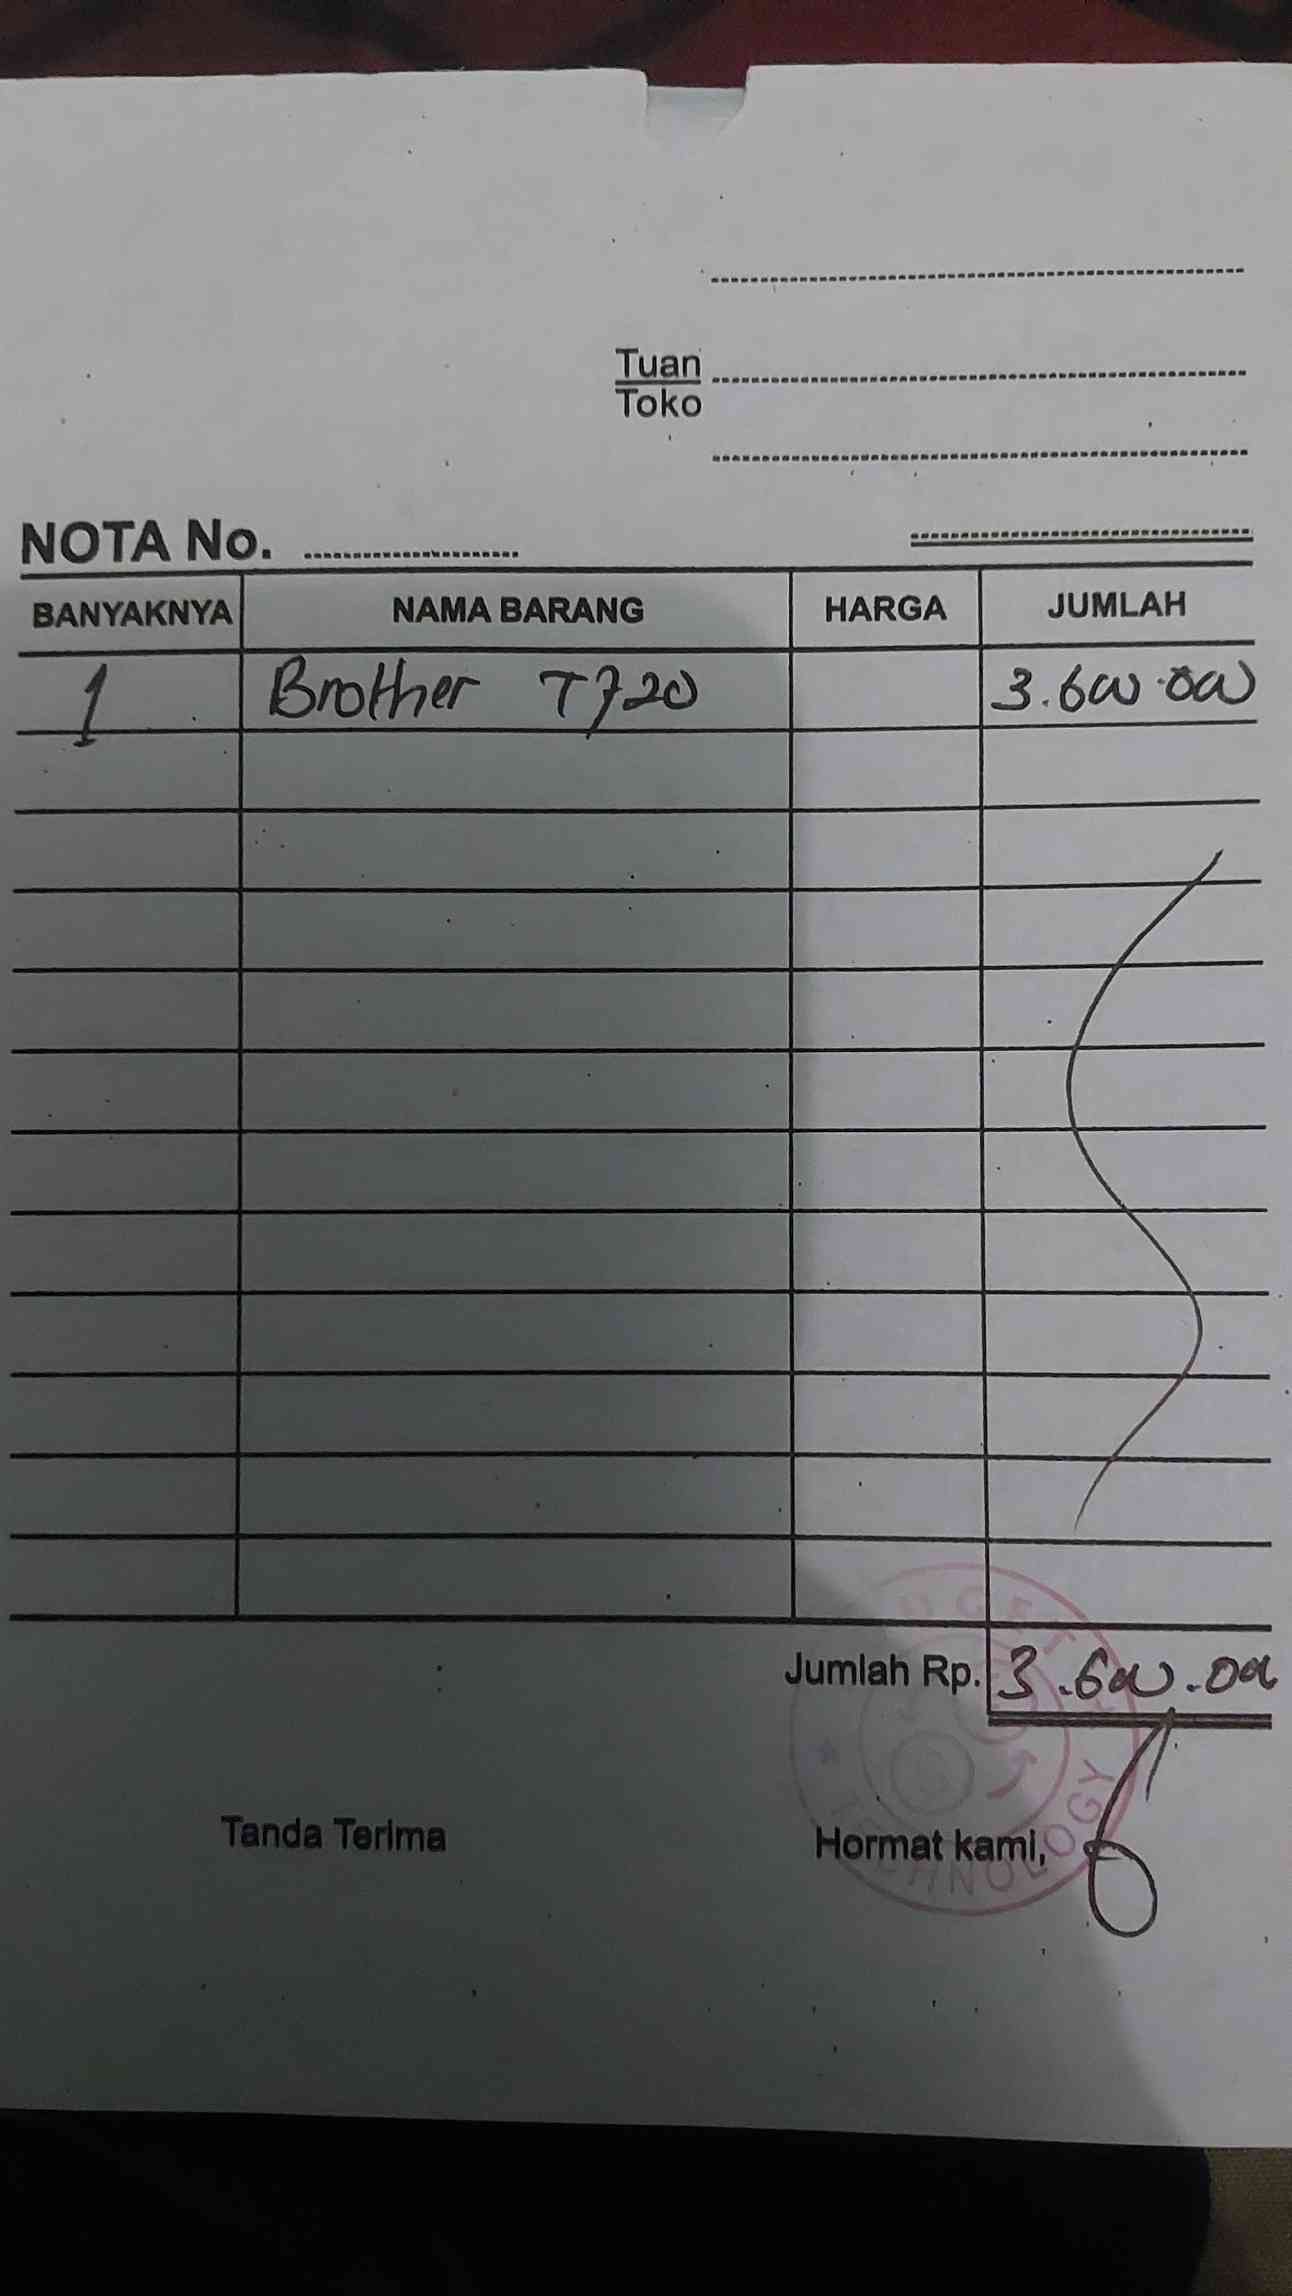 Tuan
Toko
NOTA No.
BANYAKNYA NAMA BARANG HARGA JUMLAH
1 Brother T720 3.600.000
Jumlah Rp. 3.600.000
Tanda Terima Hormat kami,
TECHNOLOGY